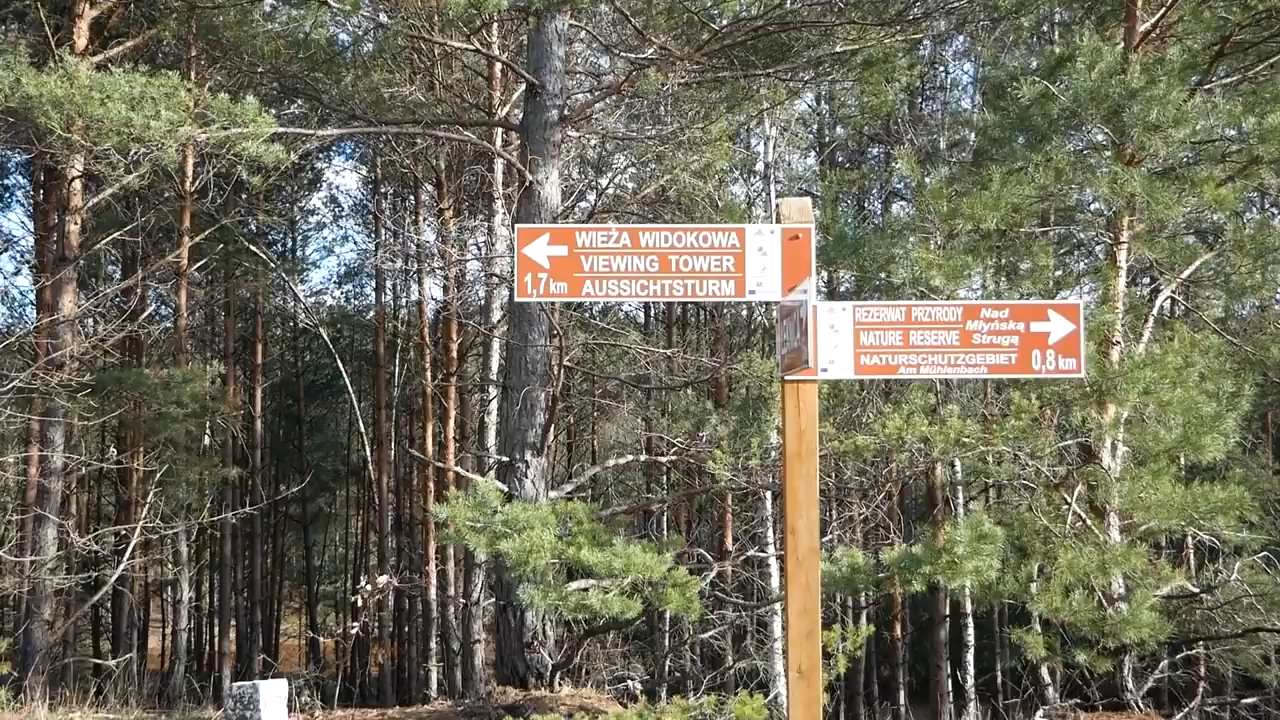 WIEŻA WIDOKOWA
VIEWING TOWER
1,7 km AUSSICHTSTURM
REZERWAT PRZYRODY
Nad
Młyńską
Strugą
NATURE RESERVE
NATURSCHUTZGEBIET
Am Mühlenbach
0,8 km